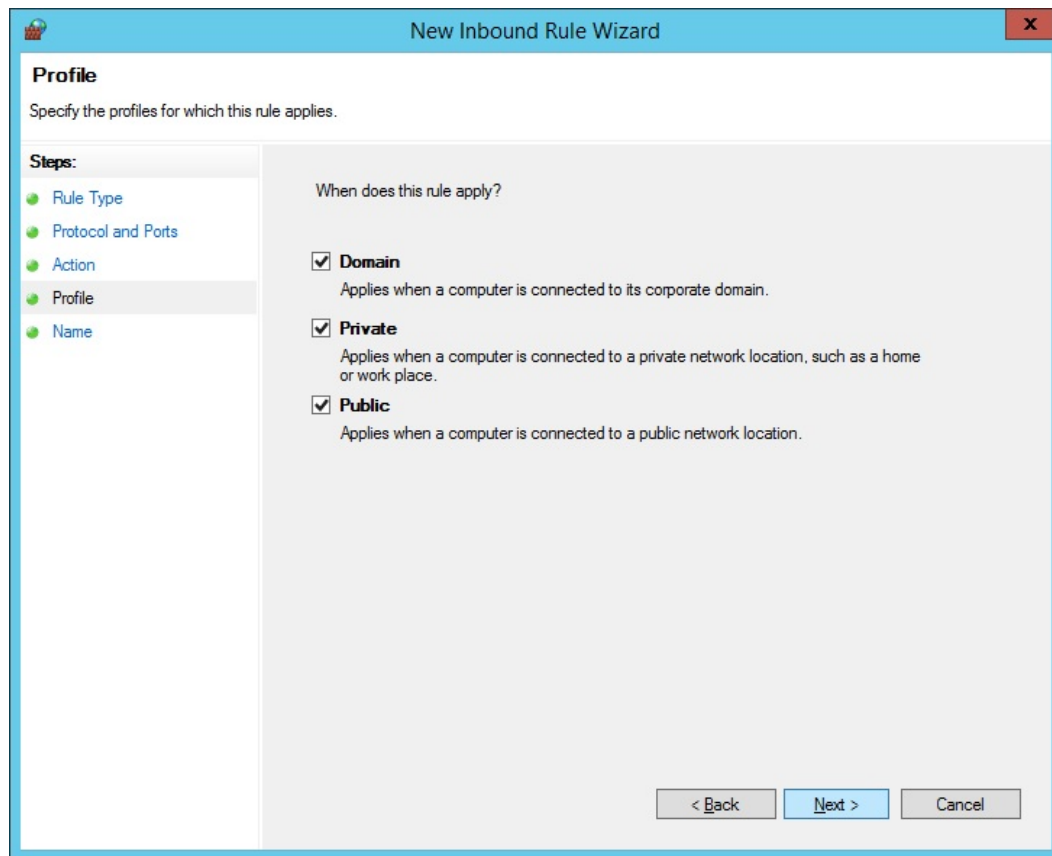 New Inbound Rule Wizard
x
Profile
Specify the profiles for which this rule applies.
Steps:
Rule Type
Protocol and Ports
Action
Profile
Name
When does this rule apply?
Domain
Applies when a computer is connected to its corporate domain.
Private
Applies when a computer is connected to a private network location, such as a home
or work place.
Public
Applies when a computer is connected to a public network location.
< Back
Next >
Cancel